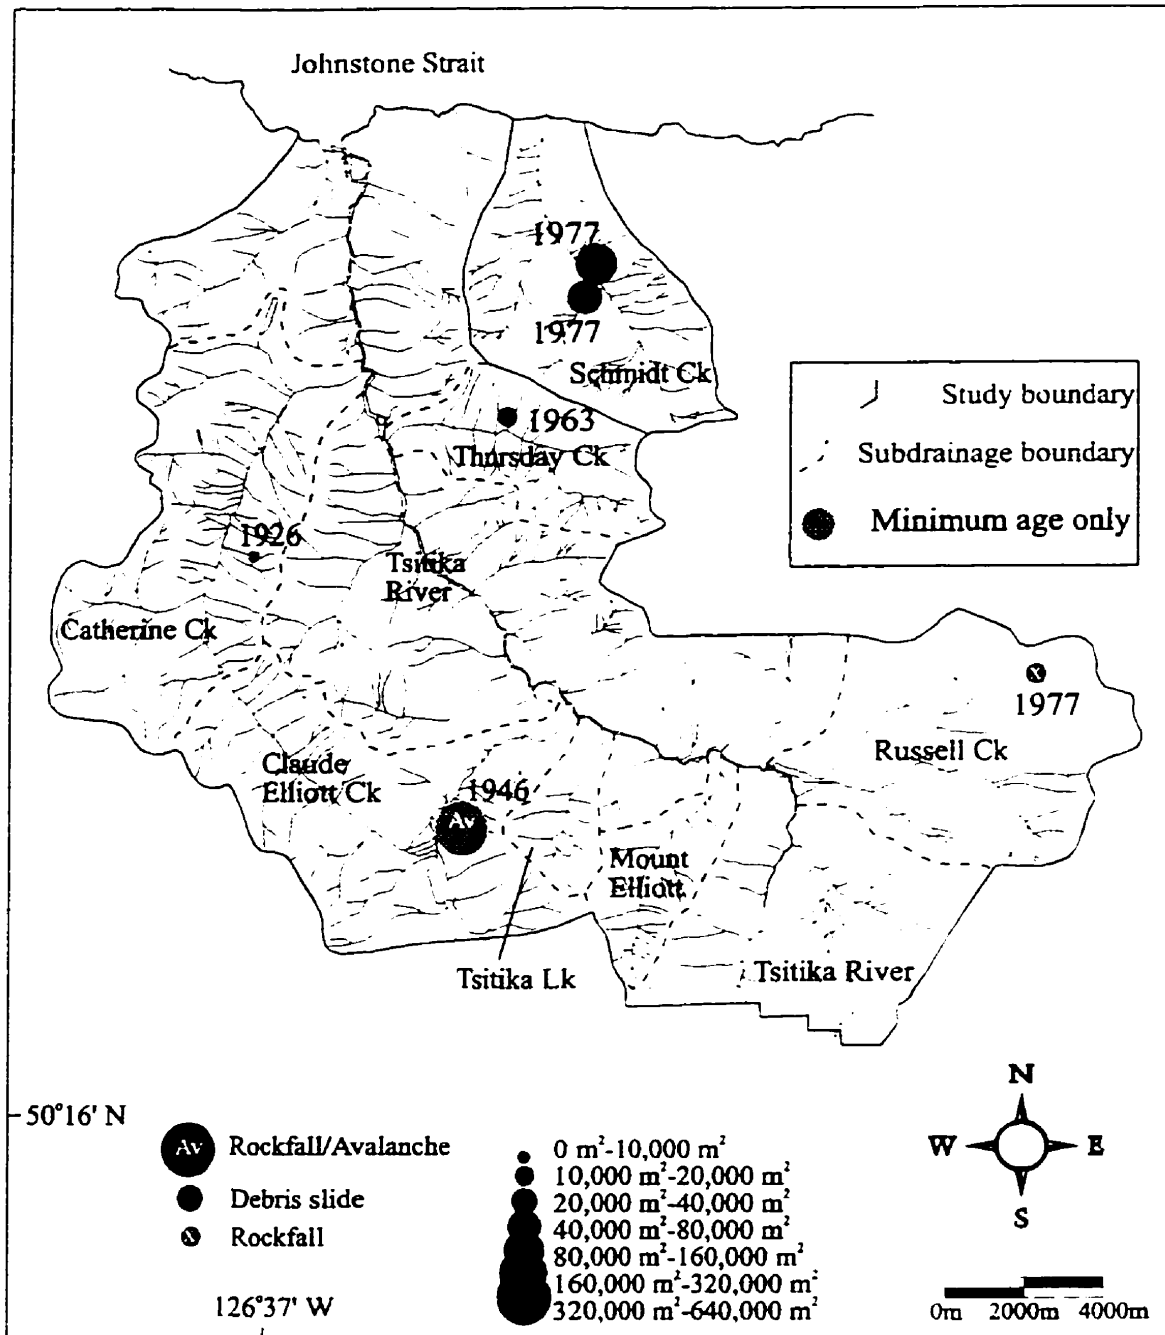 Johnstone Strait
1977
1977
Schmidt Ck
1963
Thursday Ck
1926
Tsitika
River
Catherine Ck
Study boundary
Subdrainage boundary
Minimum age only
x
1977
Russell Ck
Claude
Elliott Ck
1946
Av
Mount
Elliott
Tsitika Lk
Tsitika River
50°16' N
126°37' W
Av Rockfall/Avalanche
Debris slide
x Rockfall
0 m²-10,000 m²
10,000 m²-20,000 m²
20,000 m²-40,000 m²
40,000 m²-80,000 m²
80,000 m²-160,000 m²
160,000 m²-320,000 m²
320,000 m²-640,000 m²
N
W E
S
0m 2000m 4000m